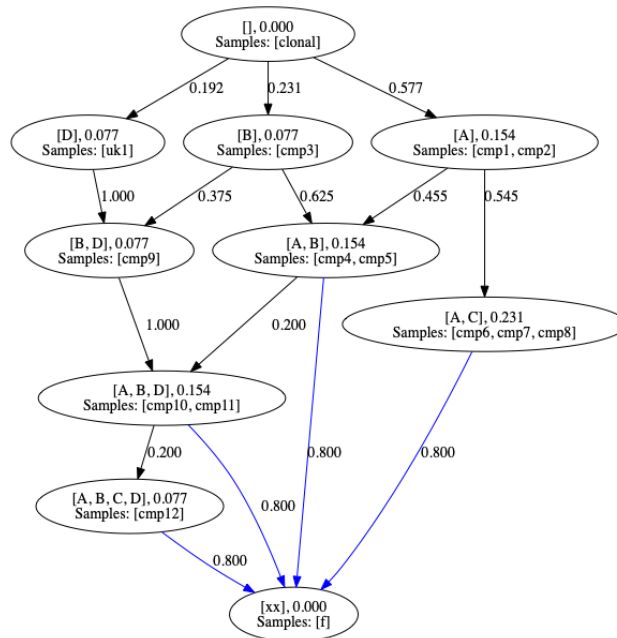 [], 0.000
Samples: [clonal]
0.192
0.231
0.577
[D], 0.077
Samples: [uk1]
[B], 0.077
Samples: [cmp3]
[A], 0.154
Samples: [cmp1, cmp2]
1.000
0.375
0.625
0.455
0.545
[B, D], 0.077
Samples: [cmp9]
[A, B], 0.154
Samples: [cmp4, cmp5]
[A, C], 0.231
Samples: [cmp6, cmp7, cmp8]
1.000
0.200
[A, B, D], 0.154
Samples: [cmp10, cmp11]
0.200
0.800
0.800
[A, B, C, D], 0.077
Samples: [cmp12]
0.800
0.800
[xx], 0.000
Samples: [f]